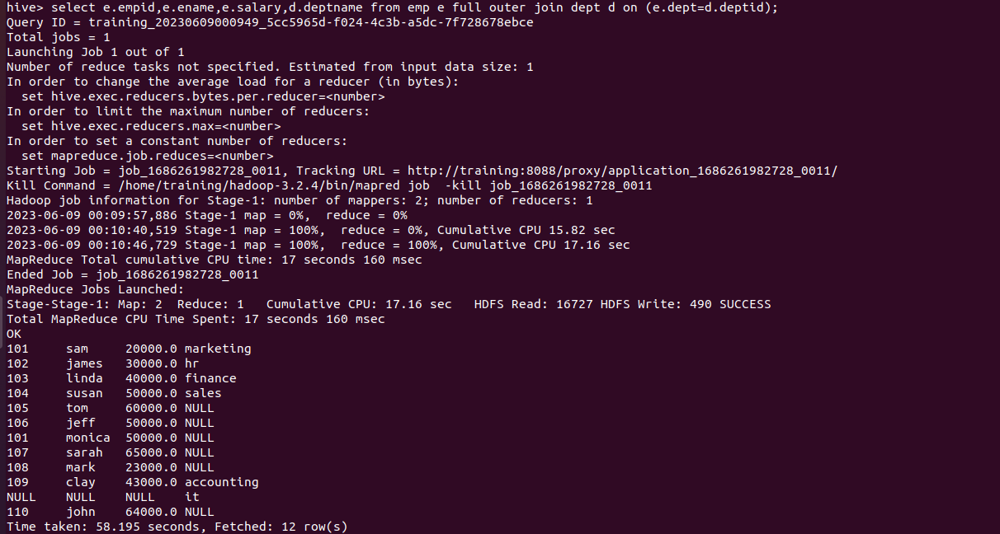 hive> select e.empid,e.ename,e.salary,d.deptname from emp e full outer join dept d on (e.dept=d.deptid);
Query ID = training_20230609000949_5cc5965d-f024-4c3b-a5dc-7f728678ebce
Total jobs = 1
Launching Job 1 out of 1
Number of reduce tasks not specified. Estimated from input data size: 1
In order to change the average load for a reducer (in bytes):
  set hive.exec.reducers.bytes.per.reducer=<number>
In order to limit the maximum number of reducers:
  set hive.exec.reducers.max=<number>
In order to set a constant number of reducers:
  set mapreduce.job.reduces=<number>
Starting Job = job_1686261982728_0011, Tracking URL = http://training:8088/proxy/application_1686261982728_0011/
Kill Command = /home/training/hadoop-3.2.4/bin/mapred job  -kill job_1686261982728_0011
Hadoop job information for Stage-1: number of mappers: 2; number of reducers: 1
2023-06-09 00:09:57,886 Stage-1 map = 0%,  reduce = 0%
2023-06-09 00:10:40,519 Stage-1 map = 100%,  reduce = 0%, Cumulative CPU 15.82 sec
2023-06-09 00:10:46,729 Stage-1 map = 100%,  reduce = 100%, Cumulative CPU 17.16 sec
MapReduce Total cumulative CPU time: 17 seconds 160 msec
Ended Job = job_1686261982728_0011
MapReduce Jobs Launched:
Stage-Stage-1: Map: 2  Reduce: 1   Cumulative CPU: 17.16 sec   HDFS Read: 16727 HDFS Write: 490 SUCCESS
Total MapReduce CPU Time Spent: 17 seconds 160 msec
OK
101     sam     20000.0 marketing
102     james   30000.0 hr
103     linda   40000.0 finance
104     susan   50000.0 sales
105     tom     60000.0 NULL
106     jeff    50000.0 NULL
101     monica  50000.0 NULL
107     sarah   65000.0 NULL
108     mark    23000.0 NULL
109     clay    43000.0 accounting
NULL    NULL    NULL    it
110     john    64000.0 NULL
Time taken: 58.195 seconds, Fetched: 12 row(s)